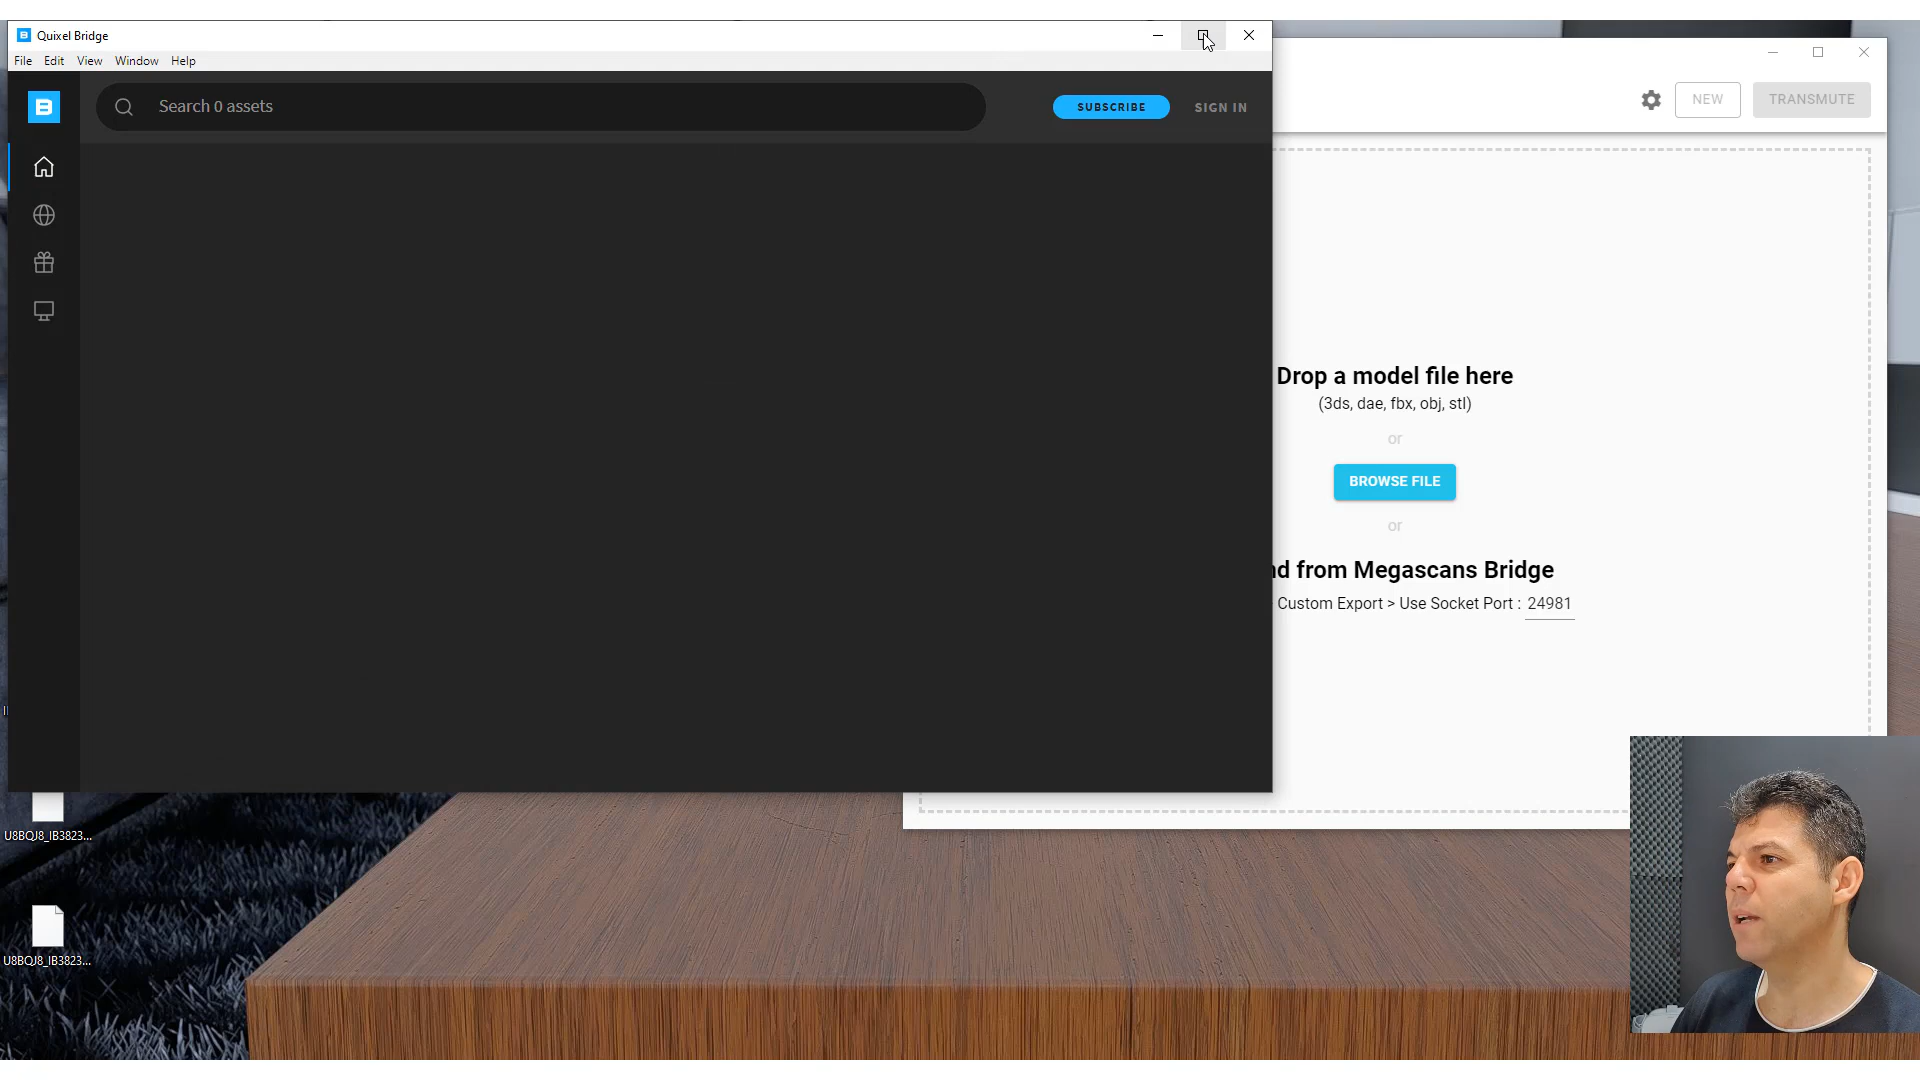 Quixel Bridge
File Edit View Window Help
Search 0 assets
SUBSCRIBE
SIGN IN
NEW
TRANSMUTE
Drop a model file here
(3ds, dae, fbx, obj, stl)
or
BROWSE FILE
or
from Megascans Bridge
Custom Export > Use Socket Port : 24981
U8BQJ8_IB3823...
U8BQJ8_IB3823...